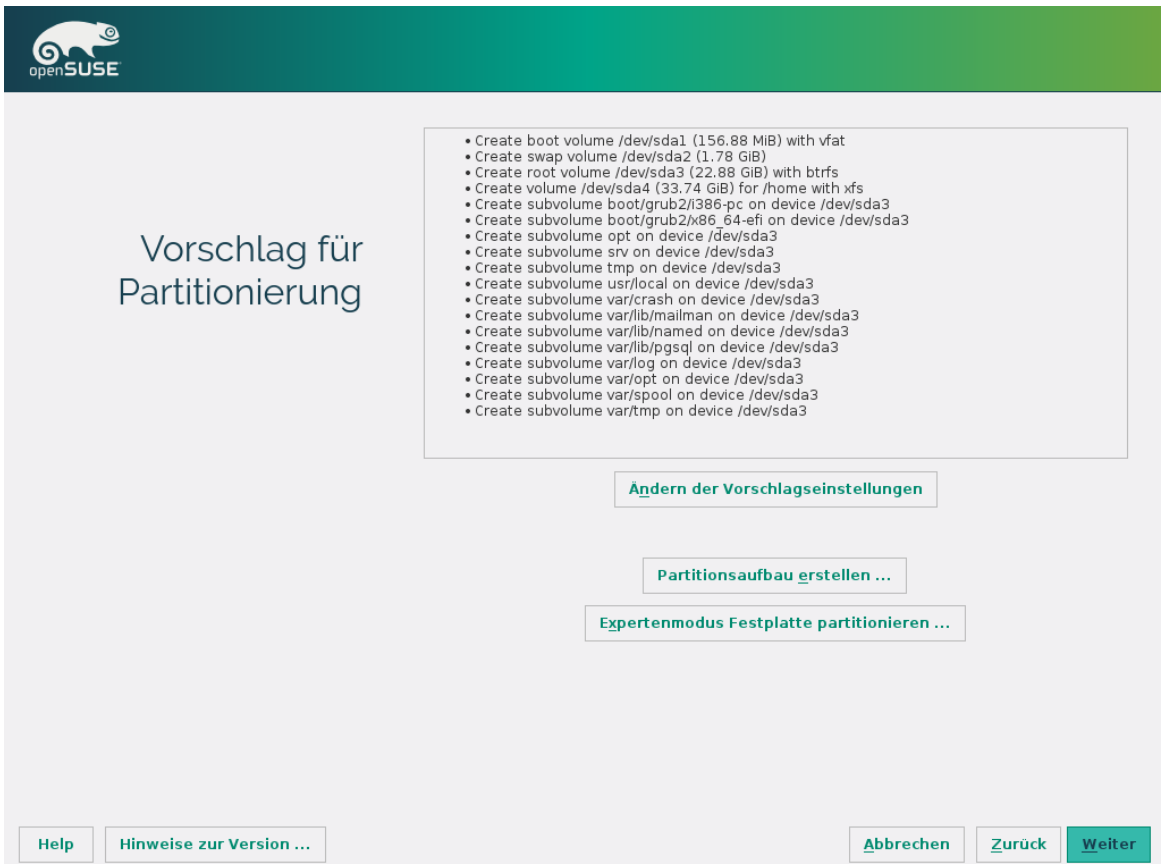 openSUSE
Vorschlag für
Partitionierung
• Create boot volume /dev/sda1 (156.88 MiB) with vfat
• Create swap volume /dev/sda2 (1.78 GiB)
• Create root volume /dev/sda3 (22.88 GiB) with btrfs
• Create volume /dev/sda4 (33.74 GiB) for /home with xfs
• Create subvolume boot/grub2/i386-pc on device /dev/sda3
• Create subvolume boot/grub2/x86_64-efi on device /dev/sda3
• Create subvolume opt on device /dev/sda3
• Create subvolume srv on device /dev/sda3
• Create subvolume tmp on device /dev/sda3
• Create subvolume usr/local on device /dev/sda3
• Create subvolume var/crash on device /dev/sda3
• Create subvolume var/lib/mailman on device /dev/sda3
• Create subvolume var/lib/named on device /dev/sda3
• Create subvolume var/lib/pgsql on device /dev/sda3
• Create subvolume var/log on device /dev/sda3
• Create subvolume var/opt on device /dev/sda3
• Create subvolume var/spool on device /dev/sda3
• Create subvolume var/tmp on device /dev/sda3
Ändern der Vorschlagseinstellungen
Partitionsaufbau erstellen ...
Expertenmodus Festplatte partitionieren ...
Help
Hinweise zur Version ...
Abbrechen
Zurück
Weiter